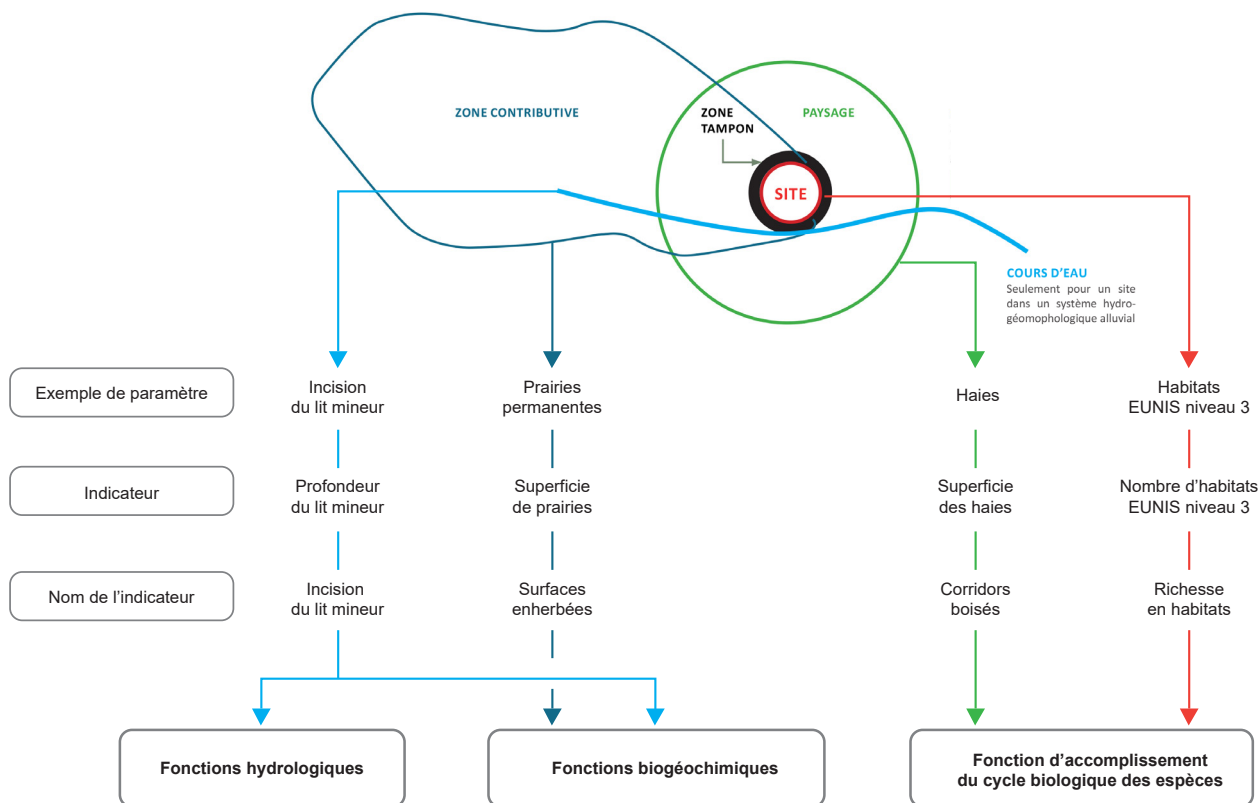 ZONE CONTRIBUTIVE
ZONE
TAMPON
PAYSAGE
SITE
COURS D'EAU
Seulement pour un site
dans un système hydro-
géomophologique alluvial
Exemple de paramètre
Incision
du lit mineur
Prairies
permanentes
Haies
Habitats
EUNIS niveau 3
Indicateur
Profondeur
du lit mineur
Superficie
de prairies
Superficie
des haies
Nombre d'habitats
EUNIS niveau 3
Nom de l'indicateur
Incision
du lit mineur
Surfaces
enherbées
Corridors
boisés
Richesse
en habitats
Fonctions hydrologiques
Fonctions biogéochimiques
Fonction d'accomplissement
du cycle biologique des espèces